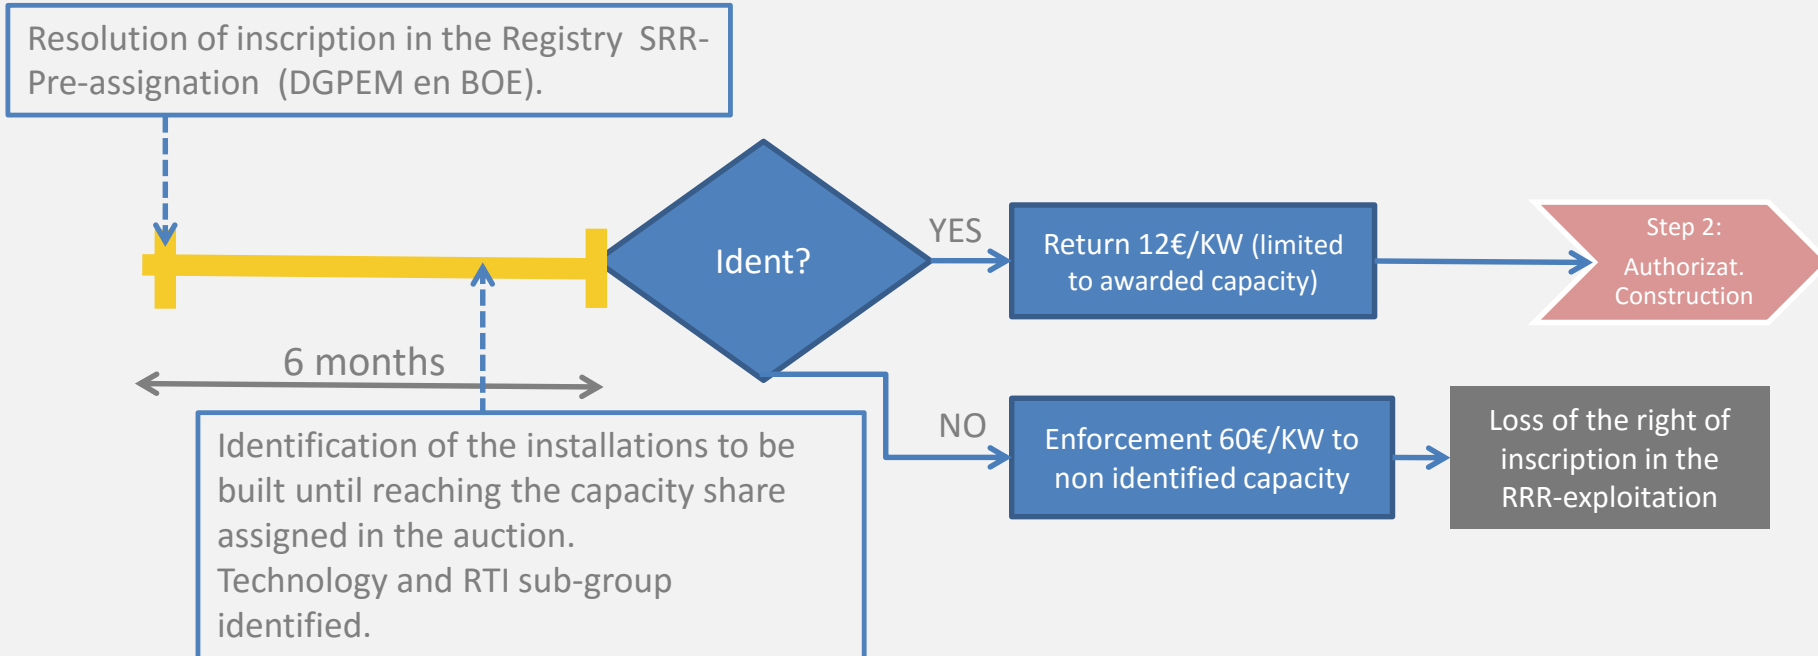 Resolution of inscription in the Registry SRR-
Pre-assignation (DGPEM en BOE).
Ident?
YES
Return 12€/KW (limited
to awarded capacity)
Step 2:
Authorizat.
Construction
6 months
NO
Enforcement 60€/KW to
non identified capacity
Loss of the right of
inscription in the
RRR-exploitation
Identification of the installations to be
built until reaching the capacity share
assigned in the auction.
Technology and RTI sub-group
identified.